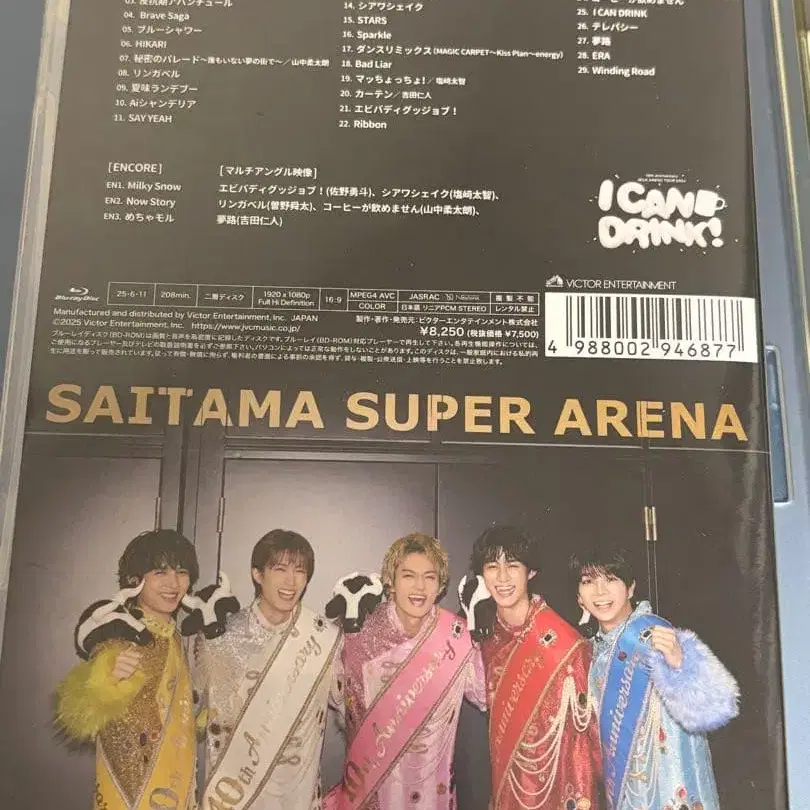 03. 反抗期アバンチュール
04. Brave Saga
05. ブルーシャワー
06. HIKARI
07. 秘密のパレード〜誰もいない夢の街で〜／山中柔太朗
08. リンガベル
09. 夏味ランデブー
10. Aiシャンデリア
11. SAY YEAH
14. シアワシェイク
15. STARS
16. Sparkle
17. ダンスリミックス (MAGIC CARPET〜Kiss Plan〜energy)
18. Bad Liar
19. マッちょっちょ！／塩﨑太智
20. カーテン／吉田仁人
21. エビバディグッジョブ！
22. Ribbon
25. I CAN DRINK
26. テレパシー
27. 夢路
28. ERA
29. Winding Road
[ENCORE]
EN1. Milky Snow
EN2. Now Story
EN3. めちゃモル
[マルチアングル映像]
エビバディグッジョブ！(佐野勇斗)、シアワシェイク(塩﨑太智)、
リンガベル(曽野舜太)、コーヒーが飲めません(山中柔太朗)、
夢路(吉田仁人)
I CAN
DRINK!
Blu-ray Disc
25・6・11
208min.
二層ディスク
1920 x 1080p
Full Hi Definition
16:9
MPEG4 AVC
COLOR
JASRAC
日本語 リニアPCM STEREO
複製不能
レンタル禁止
VICTOR ENTERTAINMENT
Manufactured and distributed by Victor Entertainment, Inc. JAPAN
©2025 Victor Entertainment, Inc. https://www.jvcmusic.co.jp/
製作・著作・発売元：ビクターエンタテインメント株式会社
¥8,250 (税抜価格 ¥7,500)
4 988002 946877
SAITAMA SUPER ARENA
10th Anniversary
10th Anniversary